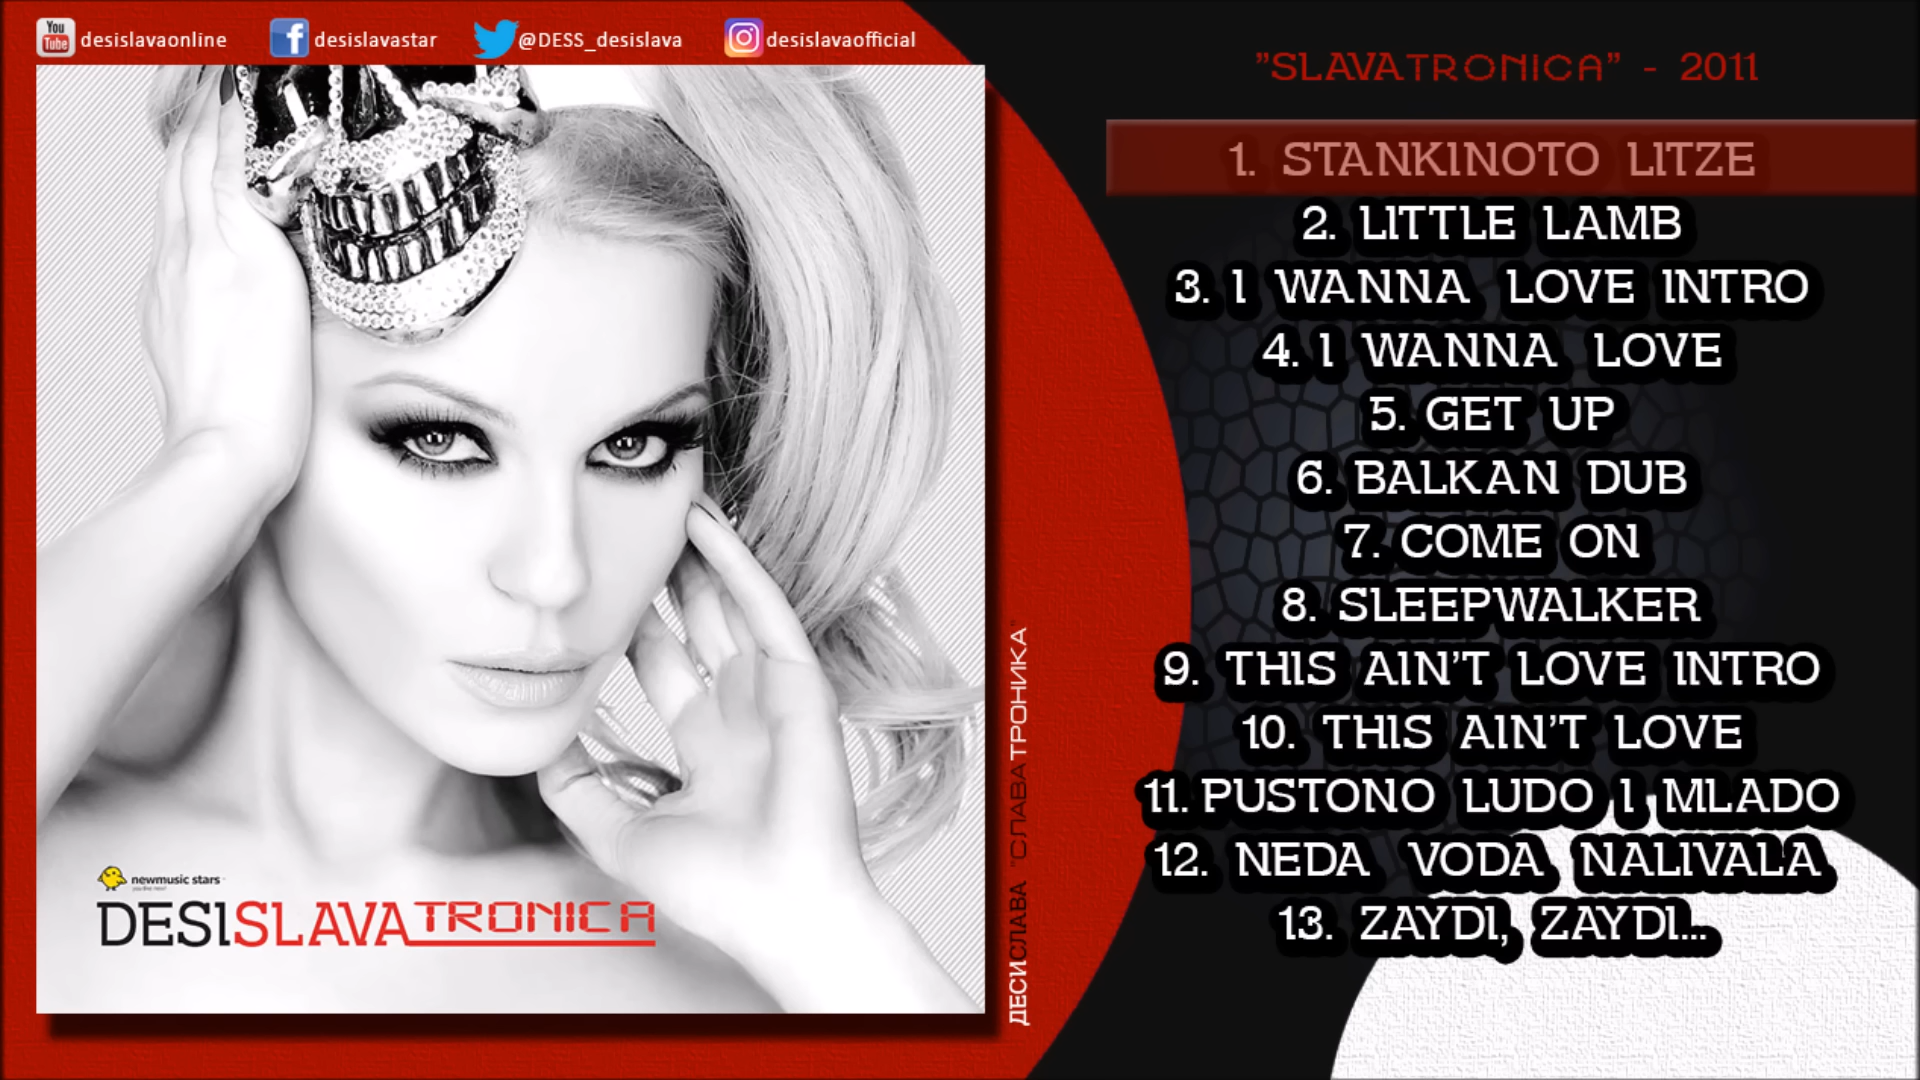 You Tube desislavaonline desislavastar @DESS_desislava desislavaofficial
"SLAVATRONICA" - 2011
1. STANKINOTO LITZE
2. LITTLE LAMB
3. I WANNA LOVE INTRO
4. I WANNA LOVE
5. GET UP
6. BALKAN DUB
7. COME ON
8. SLEEPWALKER
9. THIS AIN'T LOVE INTRO
10. THIS AIN'T LOVE
11. PUSTONO LUDO I MLADO
12. NEDA VODA NALIVALA
13. ZAYDI, ZAYDI...
newmusic stars
DESISLAVATRONICA
ДЕСИСЛАВА "СЛАВАТРОНИКА"